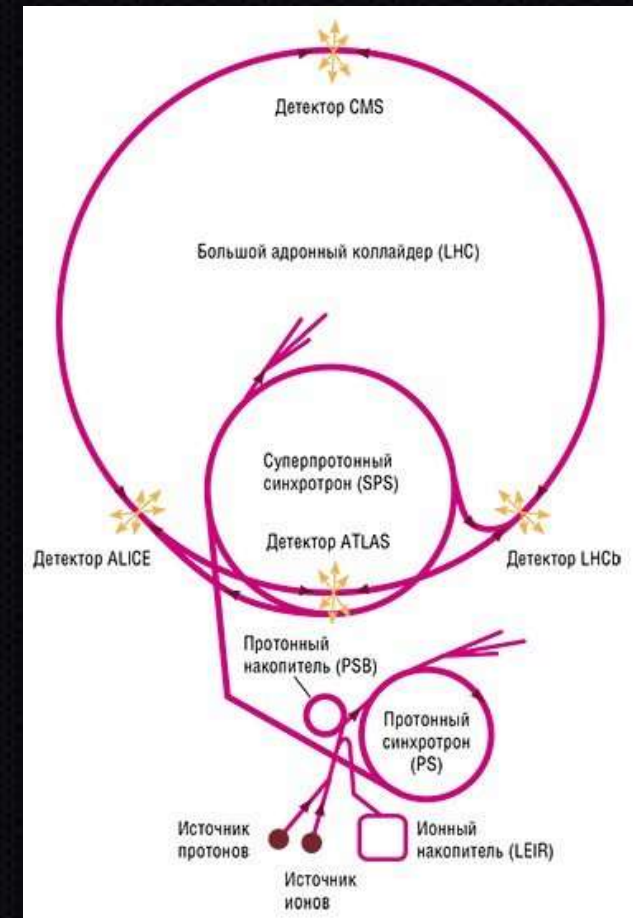 Детектор CMS
Большой адронный коллайдер (LHC)
Суперпротонный
синхротрон (SPS)
Детектор ATLAS
Детектор ALICE
Детектор LHCb
Протонный
накопитель (PSB)
Протонный
синхротрон
(PS)
Источник
протонов
Ионный
накопитель (LEIR)
Источник
ионов